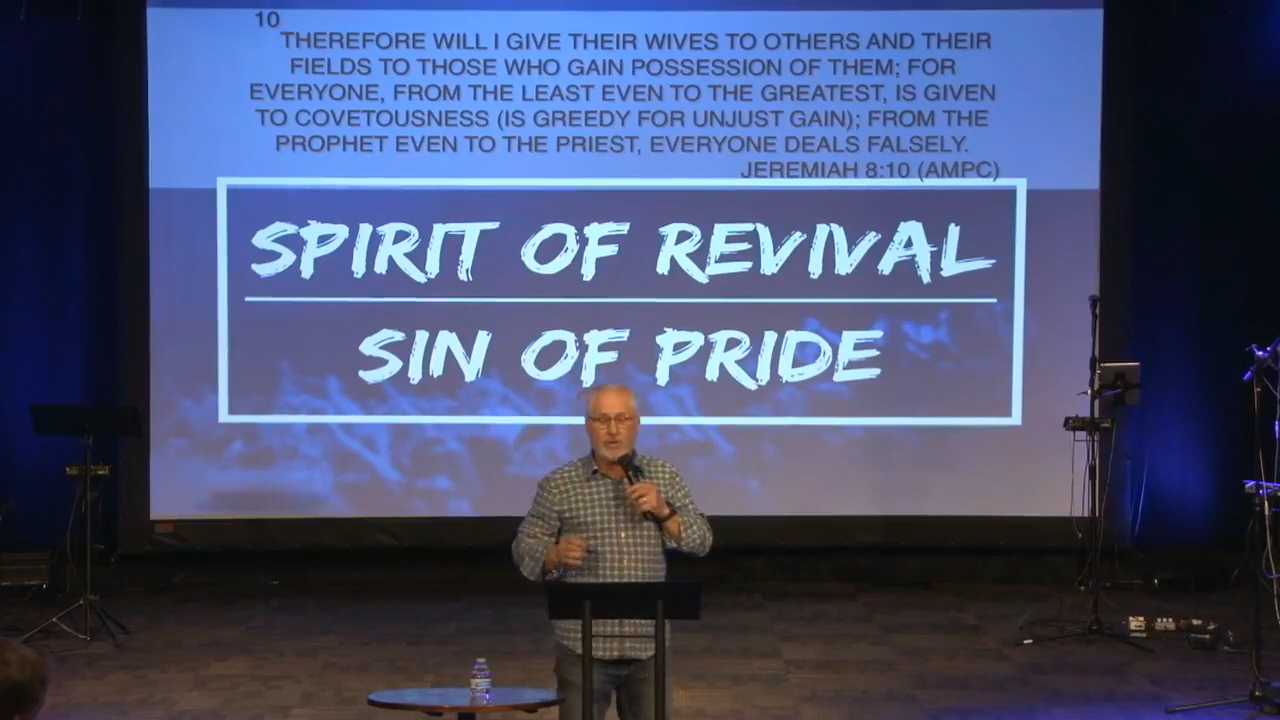 10
THEREFORE WILL I GIVE THEIR WIVES TO OTHERS AND THEIR
FIELDS TO THOSE WHO GAIN POSSESSION OF THEM; FOR
EVERYONE, FROM THE LEAST EVEN TO THE GREATEST, IS GIVEN
TO COVETOUSNESS (IS GREEDY FOR UNJUST GAIN); FROM THE
PROPHET EVEN TO THE PRIEST, EVERYONE DEALS FALSELY.
JEREMIAH 8:10 (AMPC)
SPIRIT OF REVIVAL
SIN OF PRIDE